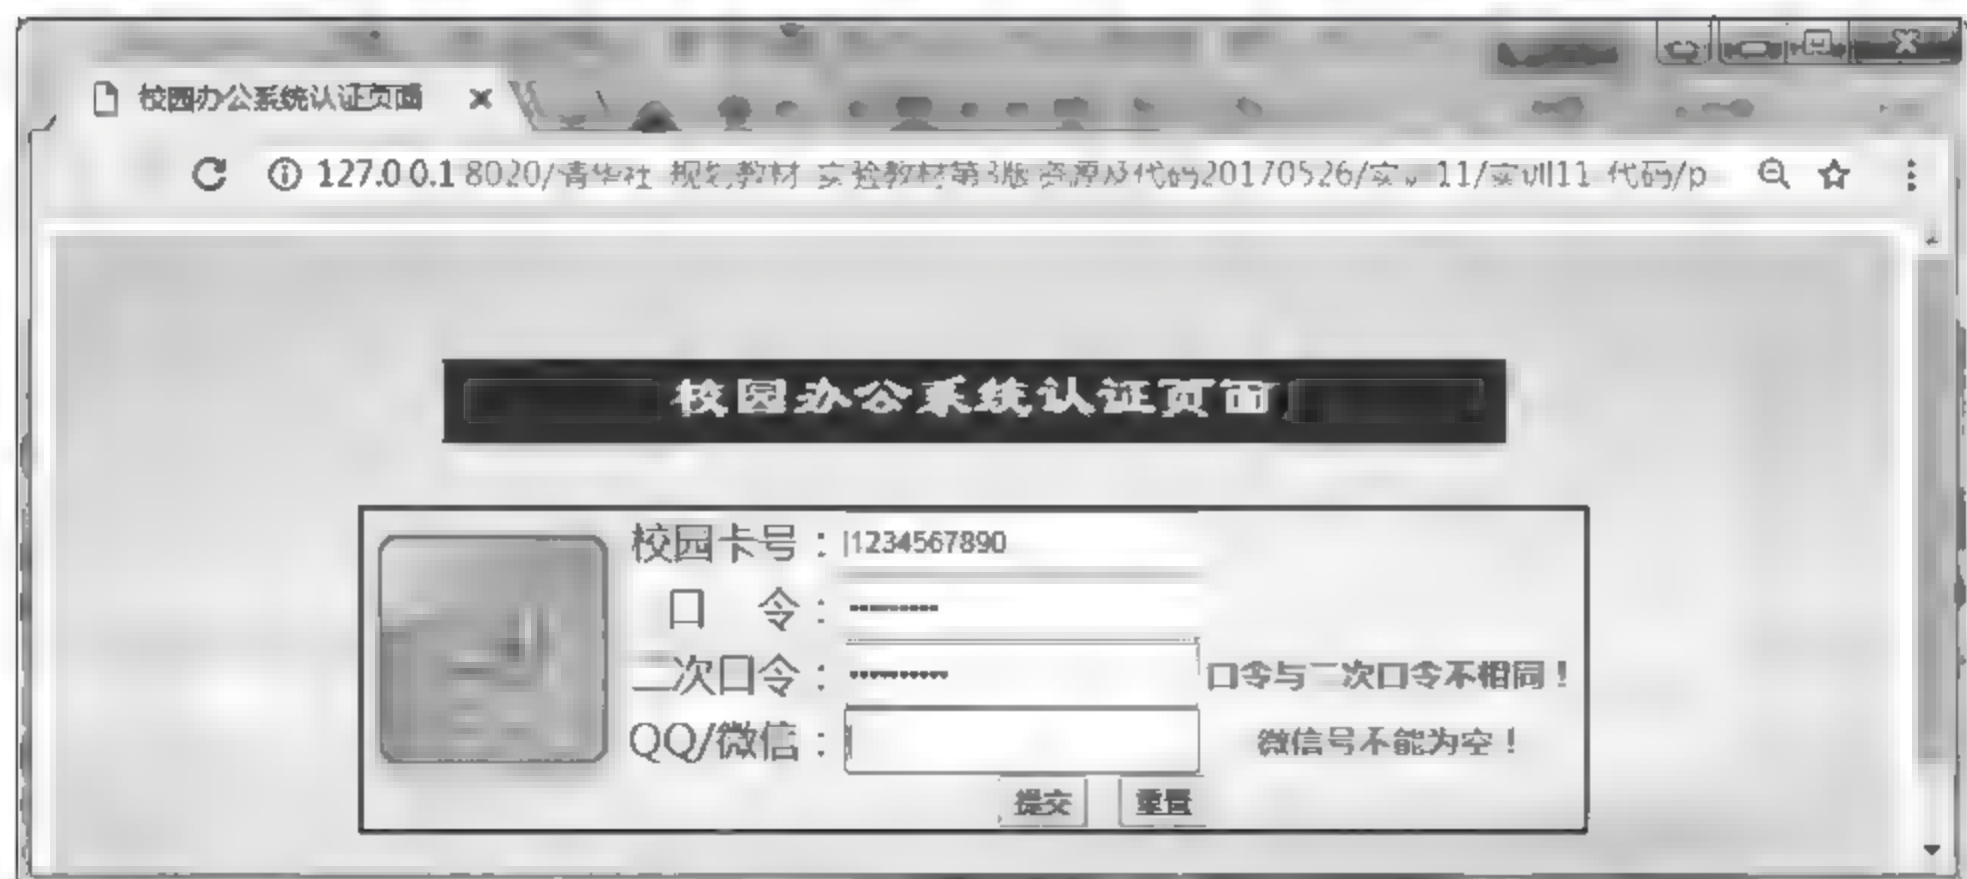 校园办公系统认证页面
127.0.0.1:8020/清华社 规划教材 实验教材第3版 资源及代码20170526/实训11/实训11 代码/p
校园办公系统认证页面
校园卡号：1234567890
口 令：
二次口令： 口令与二次口令不相同！
QQ/微信： 微信号不能为空！
提交 重置